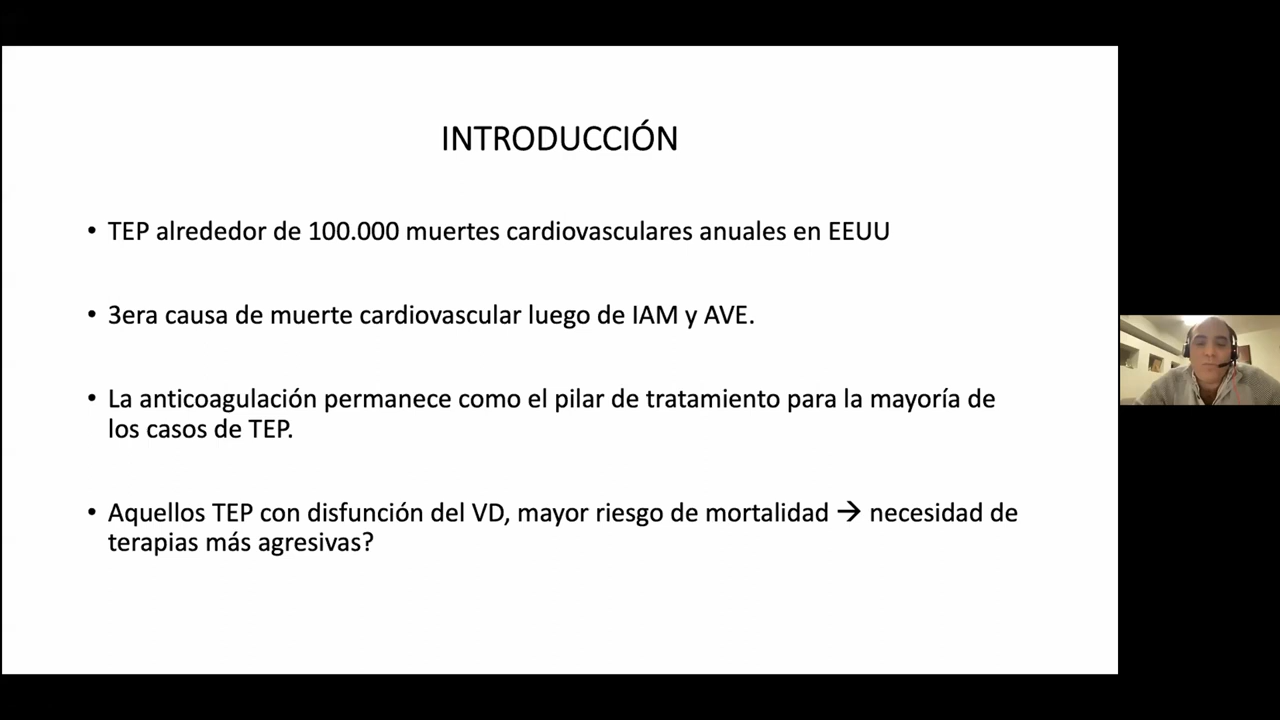 INTRODUCCIÓN
• TEP alrededor de 100.000 muertes cardiovasculares anuales en EEUU
• 3era causa de muerte cardiovascular luego de IAM y AVE.
• La anticoagulación permanece como el pilar de tratamiento para la mayoría de
los casos de TEP.
• Aquellos TEP con disfunción del VD, mayor riesgo de mortalidad → necesidad de
terapias más agresivas?